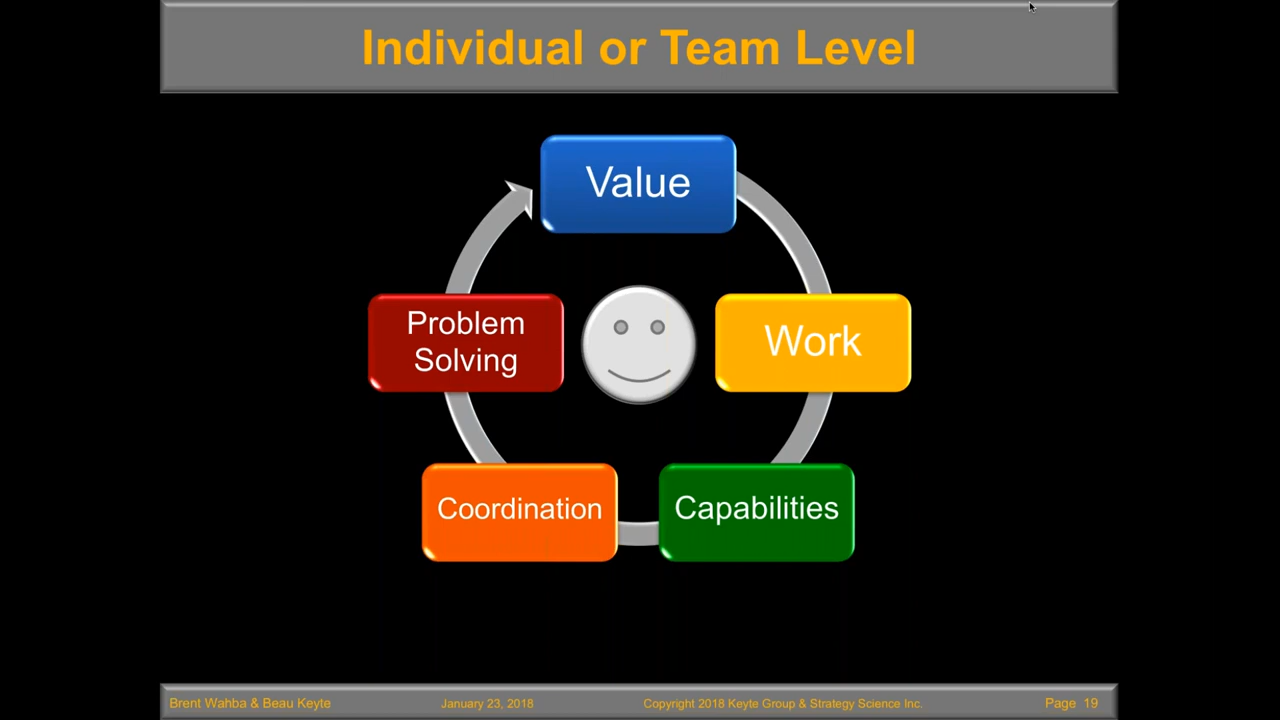 Individual or Team Level
Value
Problem
Solving
Work
Coordination
Capabilities
Brent Wahba & Beau Keyte
January 23, 2018
Copyright 2018 Keyte Group & Strategy Science Inc.
Page 19